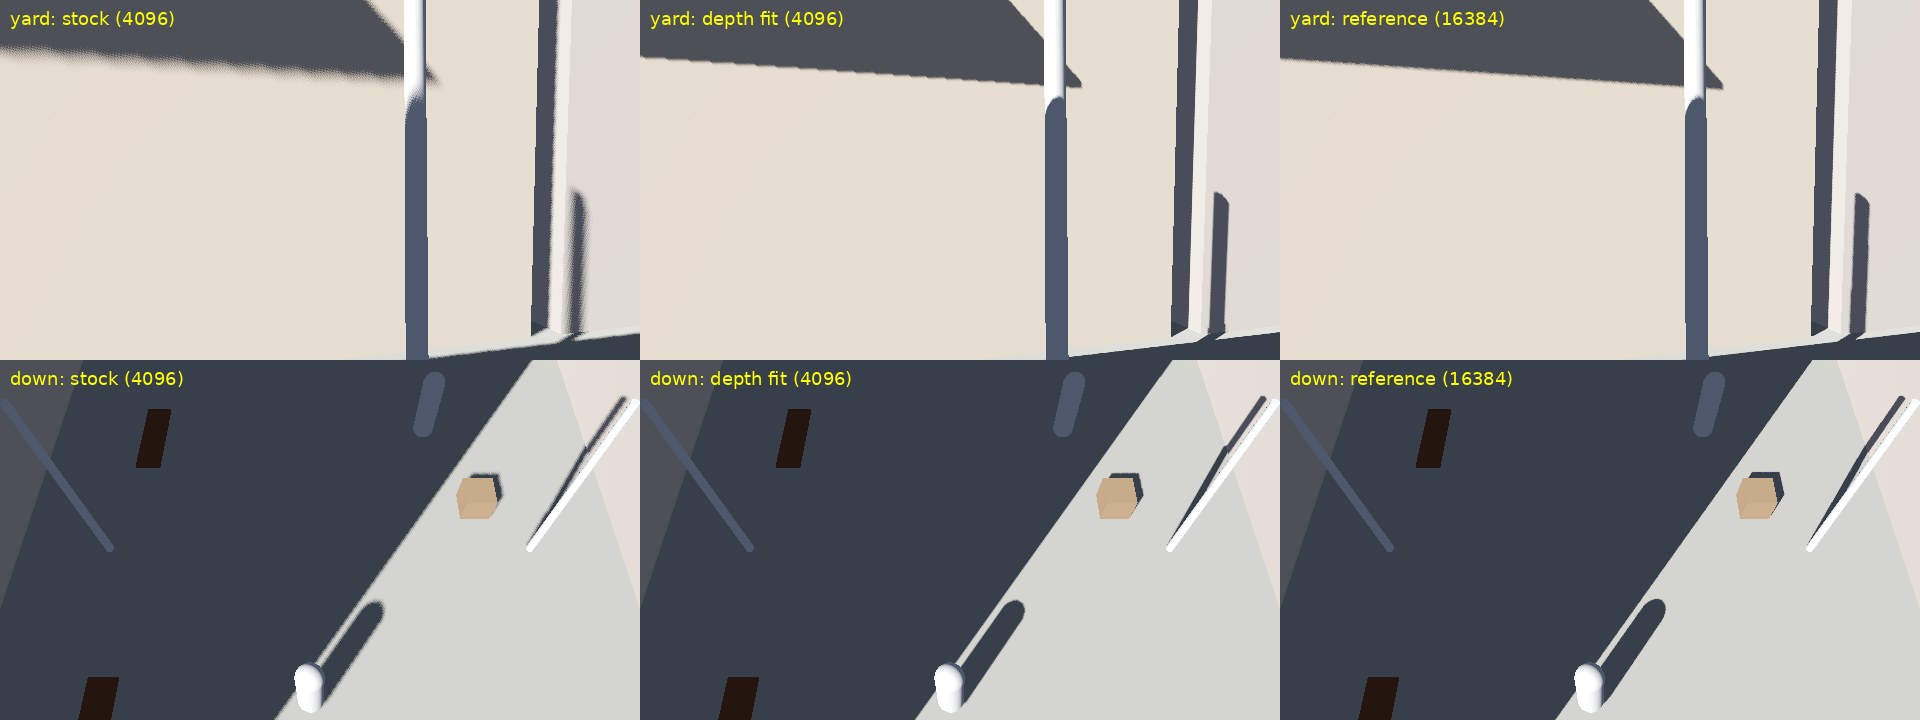 yard: stock (4096)
yard: depth fit (4096)
yard: reference (16384)
down: stock (4096)
down: depth fit (4096)
down: reference (16384)